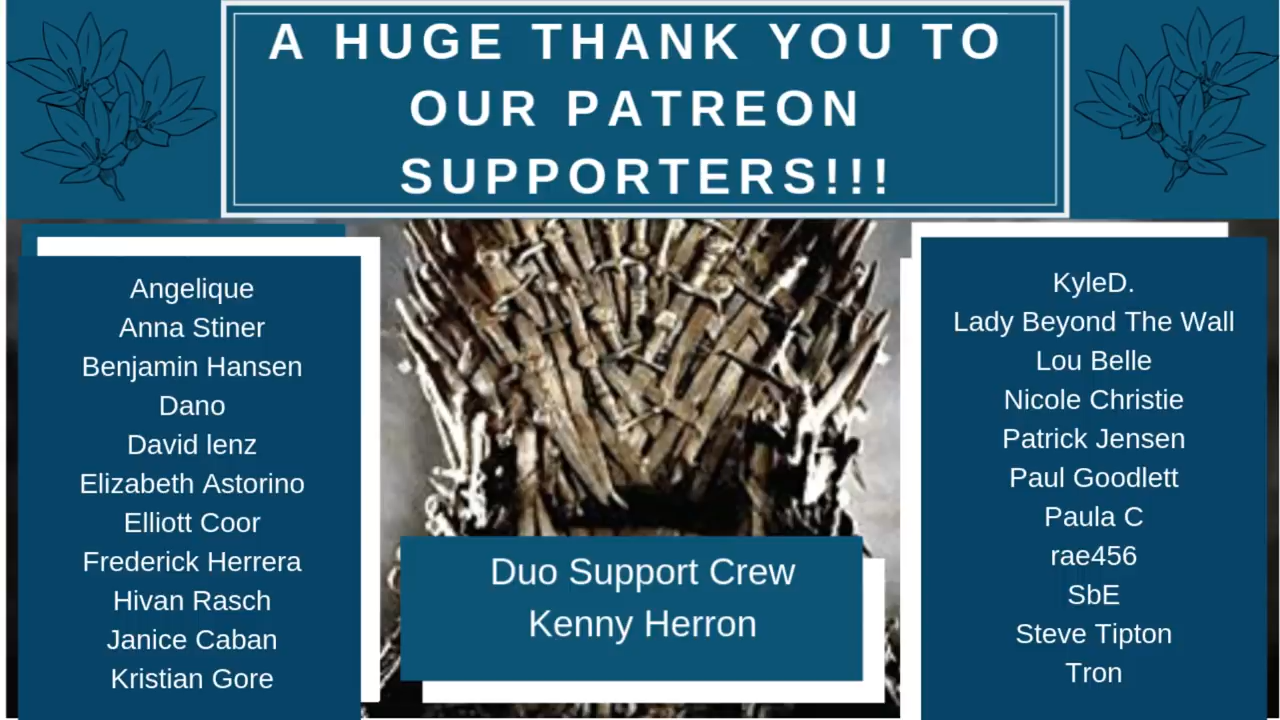 A HUGE THANK YOU TO
OUR PATREON
SUPPORTERS!!!
Angelique
Anna Stiner
Benjamin Hansen
Dano
David lenz
Elizabeth Astorino
Elliott Coor
Frederick Herrera
Hivan Rasch
Janice Caban
Kristian Gore
Duo Support Crew
Kenny Herron
KyleD.
Lady Beyond The Wall
Lou Belle
Nicole Christie
Patrick Jensen
Paul Goodlett
Paula C
rae456
SbE
Steve Tipton
Tron